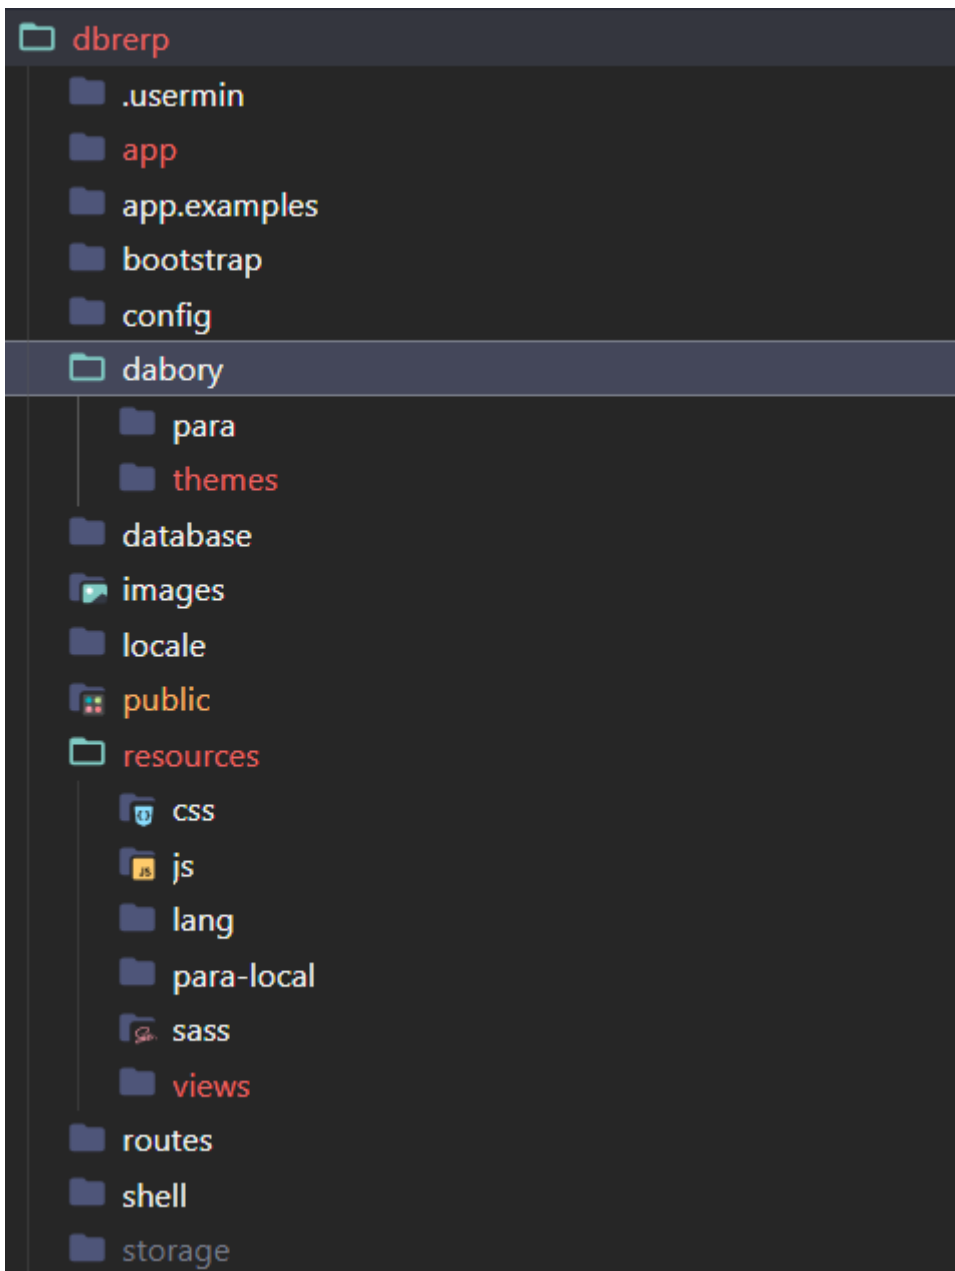 dbrerp
.usermin
app
app.examples
bootstrap
config
dabory
para
themes
database
images
locale
public
resources
css
js
lang
para-local
sass
views
routes
shell
storage